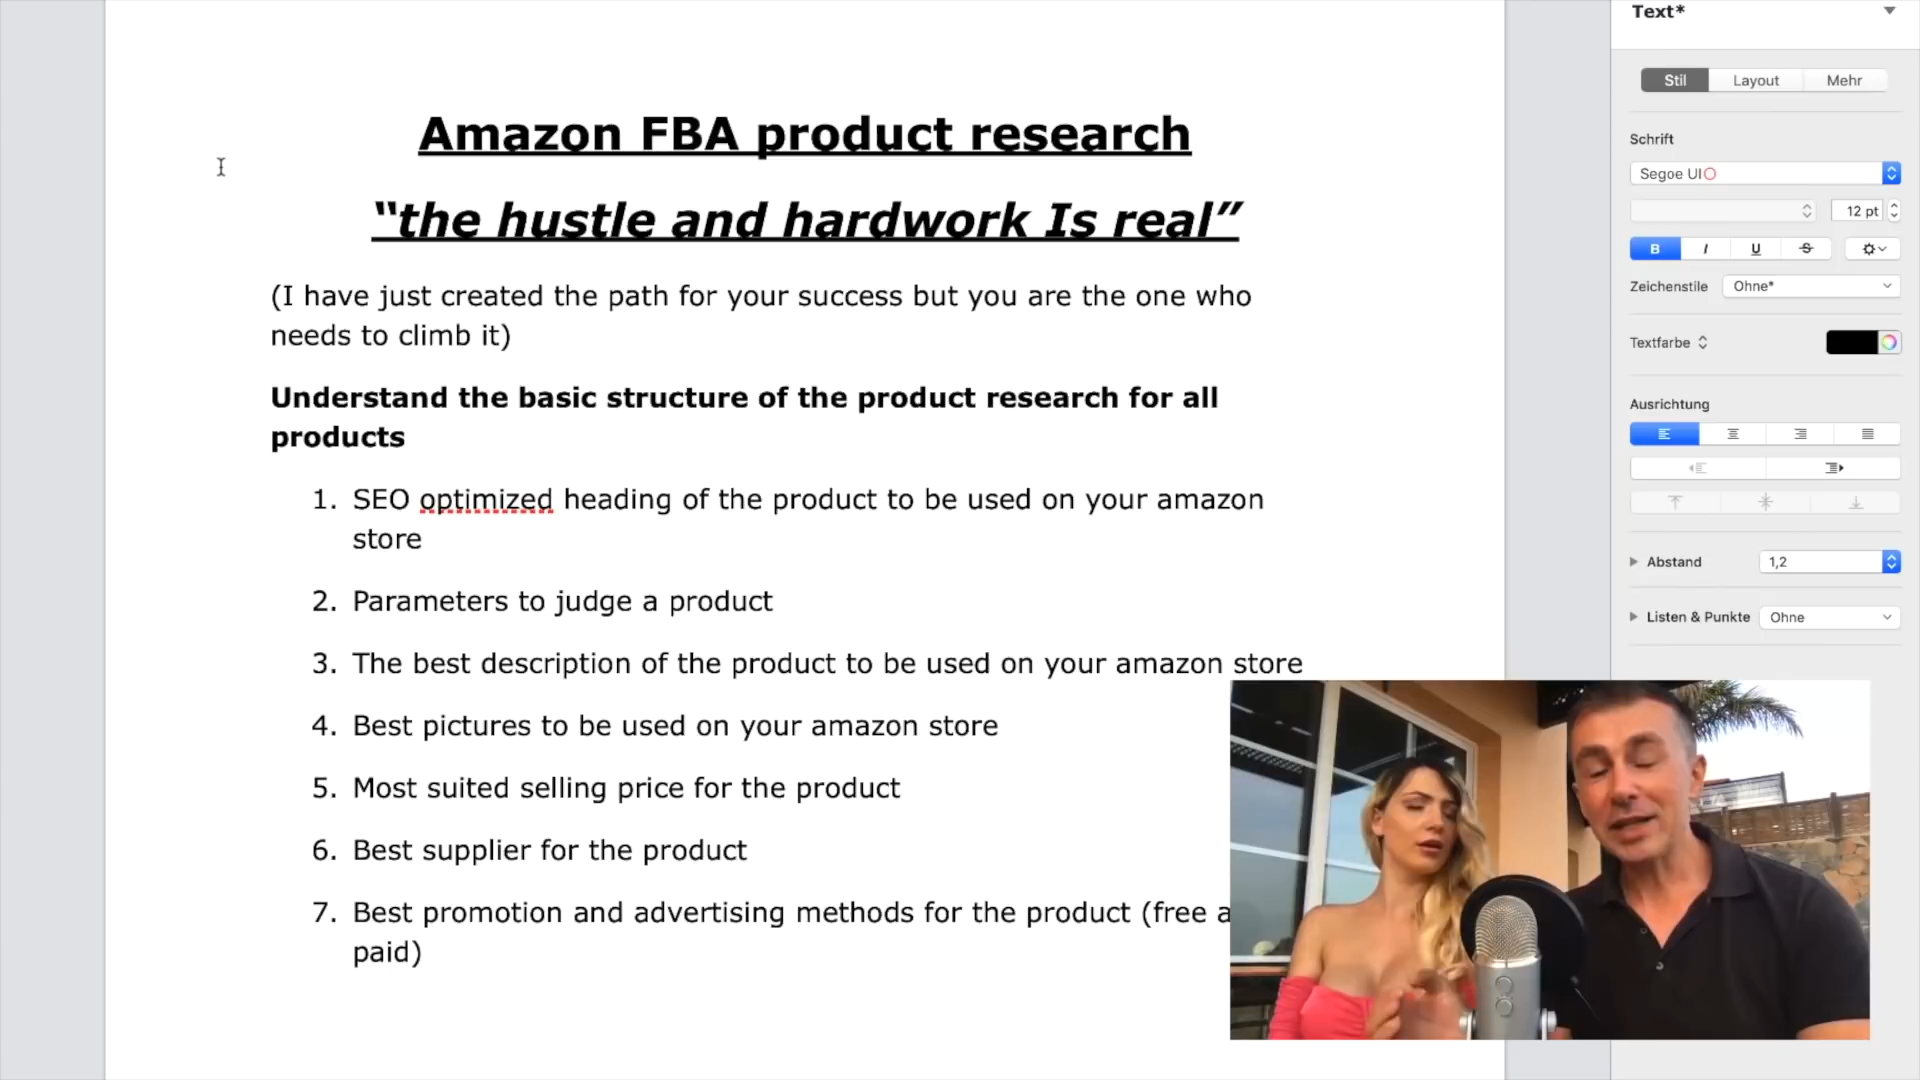 Amazon FBA product research
“the hustle and hardwork Is real”
(I have just created the path for your success but you are the one who
needs to climb it)
Understand the basic structure of the product research for all
products
1. SEO optimized heading of the product to be used on your amazon
store
2. Parameters to judge a product
3. The best description of the product to be used on your amazon store
4. Best pictures to be used on your amazon store
5. Most suited selling price for the product
6. Best supplier for the product
7. Best promotion and advertising methods for the product (free a
paid)
Text*
Stil Layout Mehr
Schrift
Segoe UI
12 pt
B I U S
Zeichenstile Ohne*
Textfarbe
Ausrichtung
Abstand 1,2
Listen & Punkte Ohne